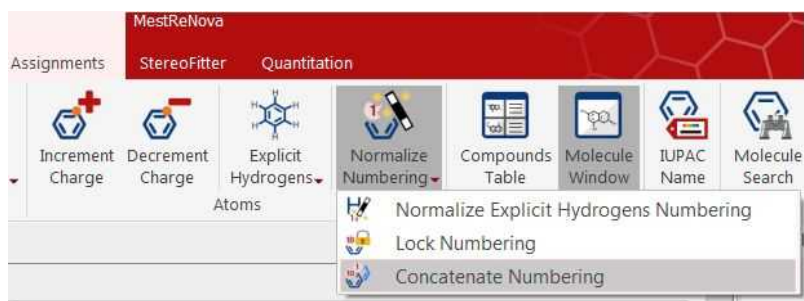 MestReNova
Assignments StereoFitter Quantitation
Increment Decrement Explicit Normalize Compounds Molecule IUPAC Molecule
Charge Charge Hydrogens Numbering Table Window Name Search
Atoms
Normalize Explicit Hydrogens Numbering
Lock Numbering
Concatenate Numbering